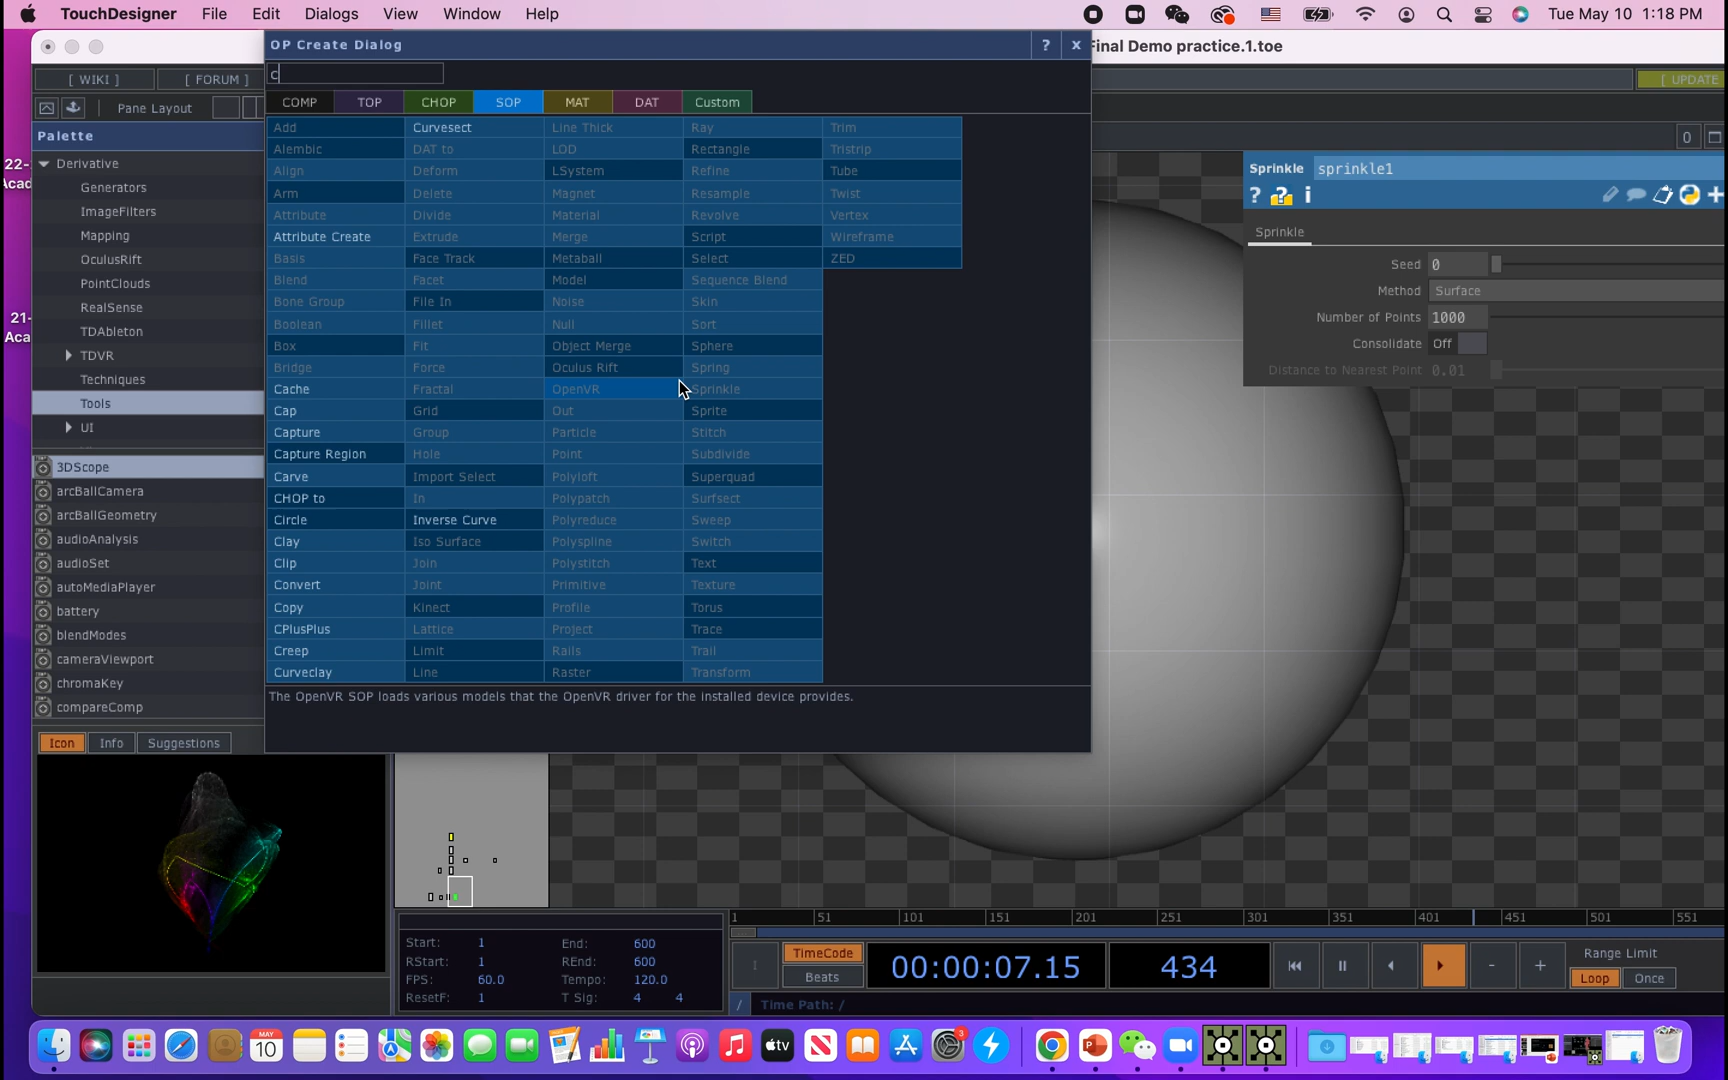 TouchDesigner File Edit Dialogs View Window Help Tue May 10 1:18 PM
OP Create Dialog ? x Final Demo practice.1.toe
[ WIKI ] [ FORUM ] c [ UPDATE
Pane Layout COMP TOP CHOP SOP MAT DAT Custom
Palette 0
Add Curvesect Line Thick Ray Trim
Alembic DAT to LOD Rectangle Tristrip
Align Deform LSystem Refine Tube
Arm Delete Magnet Resample Twist
Attribute Divide Material Revolve Vertex
Attribute Create Extrude Merge Script Wireframe
Basis Face Track Metaball Select ZED
Blend Facet Model Sequence Blend
Bone Group File In Noise Skin
Boolean Fillet Null Sort
Box Fit Object Merge Sphere
Bridge Force Oculus Rift Spring
Cache Fractal OpenVR Sprinkle
Cap Grid Out Sprite
Capture Group Particle Stitch
Capture Region Hole Point Subdivide
Carve Import Select Polyloft Superquad
CHOP to In Polypatch Surfsect
Circle Inverse Curve Polyreduce Sweep
Clay Iso Surface Polyspline Switch
Clip Join Polystitch Text
Convert Joint Primitive Texture
Copy Kinect Profile Torus
CPlusPlus Lattice Project Trace
Creep Limit Rails Trail
Curveclay Line Raster Transform
The OpenVR SOP loads various models that the OpenVR driver for the installed device provides.
22-
Acad
21-
Aca
Derivative
Generators
ImageFilters
Mapping
OculusRift
PointClouds
RealSense
TDAbleton
TDVR
Techniques
Tools
UI
3DScope
arcBallCamera
arcBallGeometry
audioAnalysis
audioSet
autoMediaPlayer
battery
blendModes
cameraViewport
chromaKey
compareComp
Icon Info Suggestions
Sprinkle sprinkle1
? ? i +
Sprinkle
Seed 0
Method Surface
Number of Points 1000
Consolidate Off
Distance to Nearest Point 0.01
1 51 101 151 201 251 301 351 401 451 501 551
Start: 1 End: 600
RStart: 1 REnd: 600
FPS: 60.0 Tempo: 120.0
ResetF: 1 T Sig: 4 4
TimeCode
Beats
00:00:07.15 434 - +
Range Limit
Loop Once
/ Time Path: /
MAY
10
tv
3